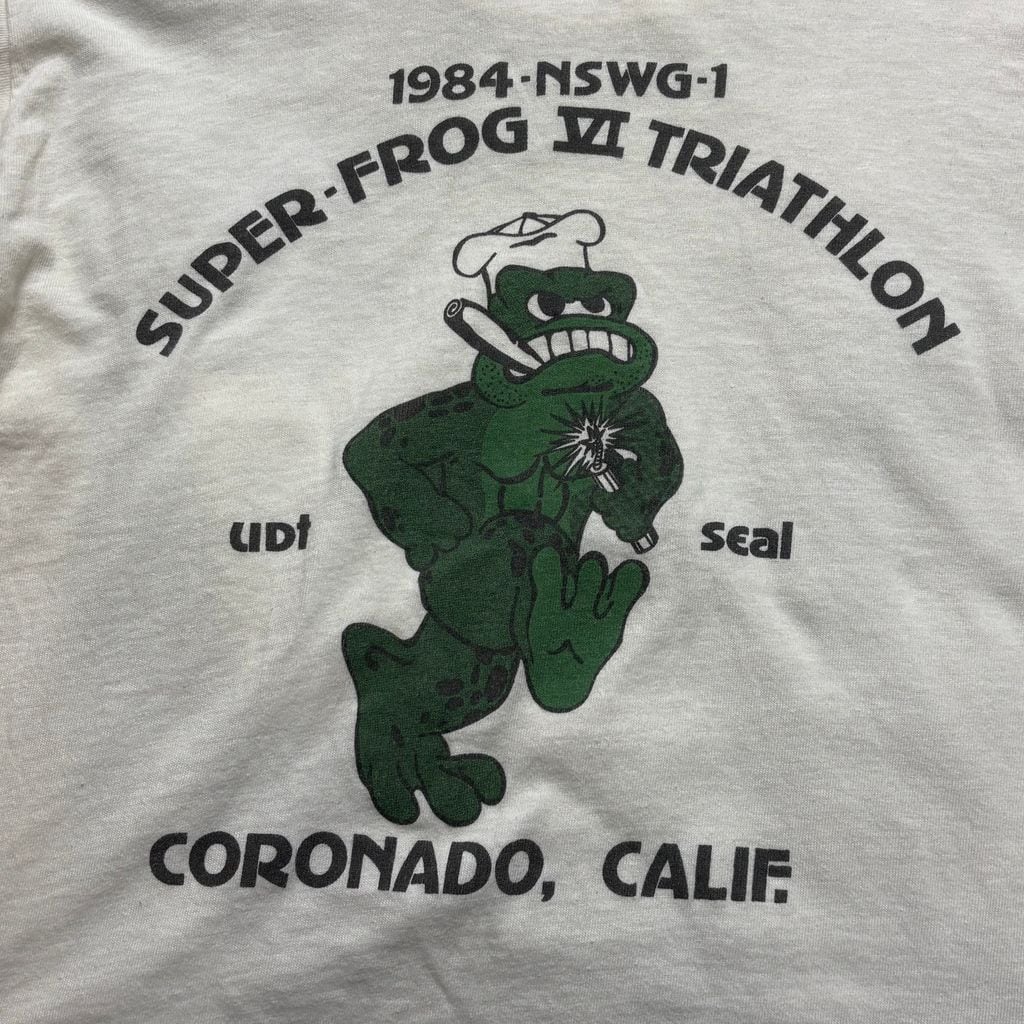 1984-NSWG-1
SUPER-FROG VI TRIATHLON
UDt seal
CORONADO, CALIF.